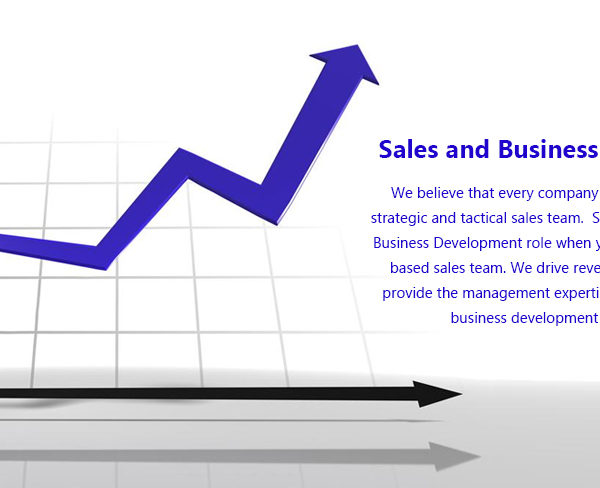 Sales and Business
We believe that every company
strategic and tactical sales team. S
Business Development role when y
based sales team. We drive reve
provide the management experti
business development